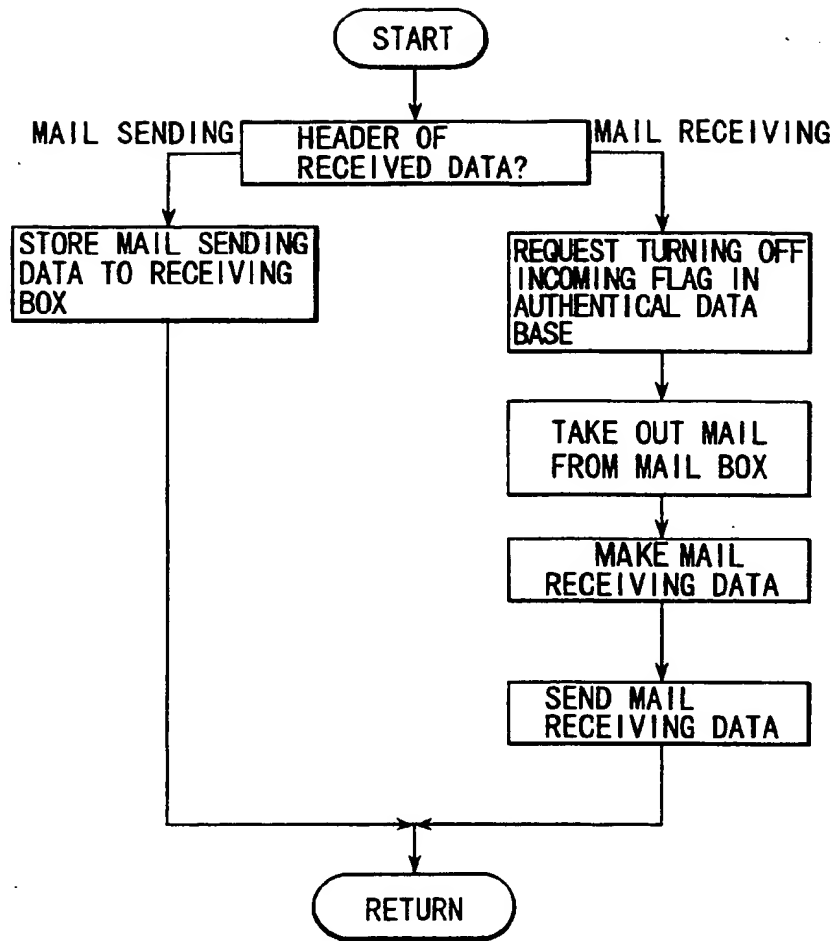 START
MAIL SENDING
HEADER OF
RECEIVED DATA?
MAIL RECEIVING
STORE MAIL SENDING
DATA TO RECEIVING
BOX
REQUEST TURNING OFF
INCOMING FLAG IN
AUTHENTICAL DATA
BASE
TAKE OUT MAIL
FROM MAIL BOX
MAKE MAIL
RECEIVING DATA
SEND MAIL
RECEIVING DATA
RETURN